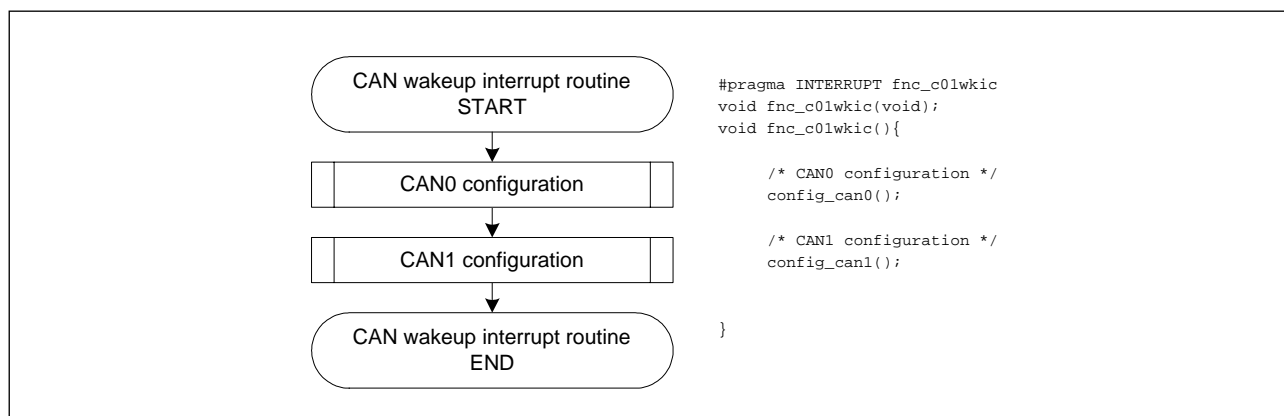 CAN wakeup interrupt routine
START
CAN0 configuration
CAN1 configuration
CAN wakeup interrupt routine
END
#pragma INTERRUPT fnc_c01wkic
void fnc_c01wkic(void);
void fnc_c01wkic(){
/* CAN0 configuration */
config_can0();
/* CAN1 configuration */
config_can1();
}